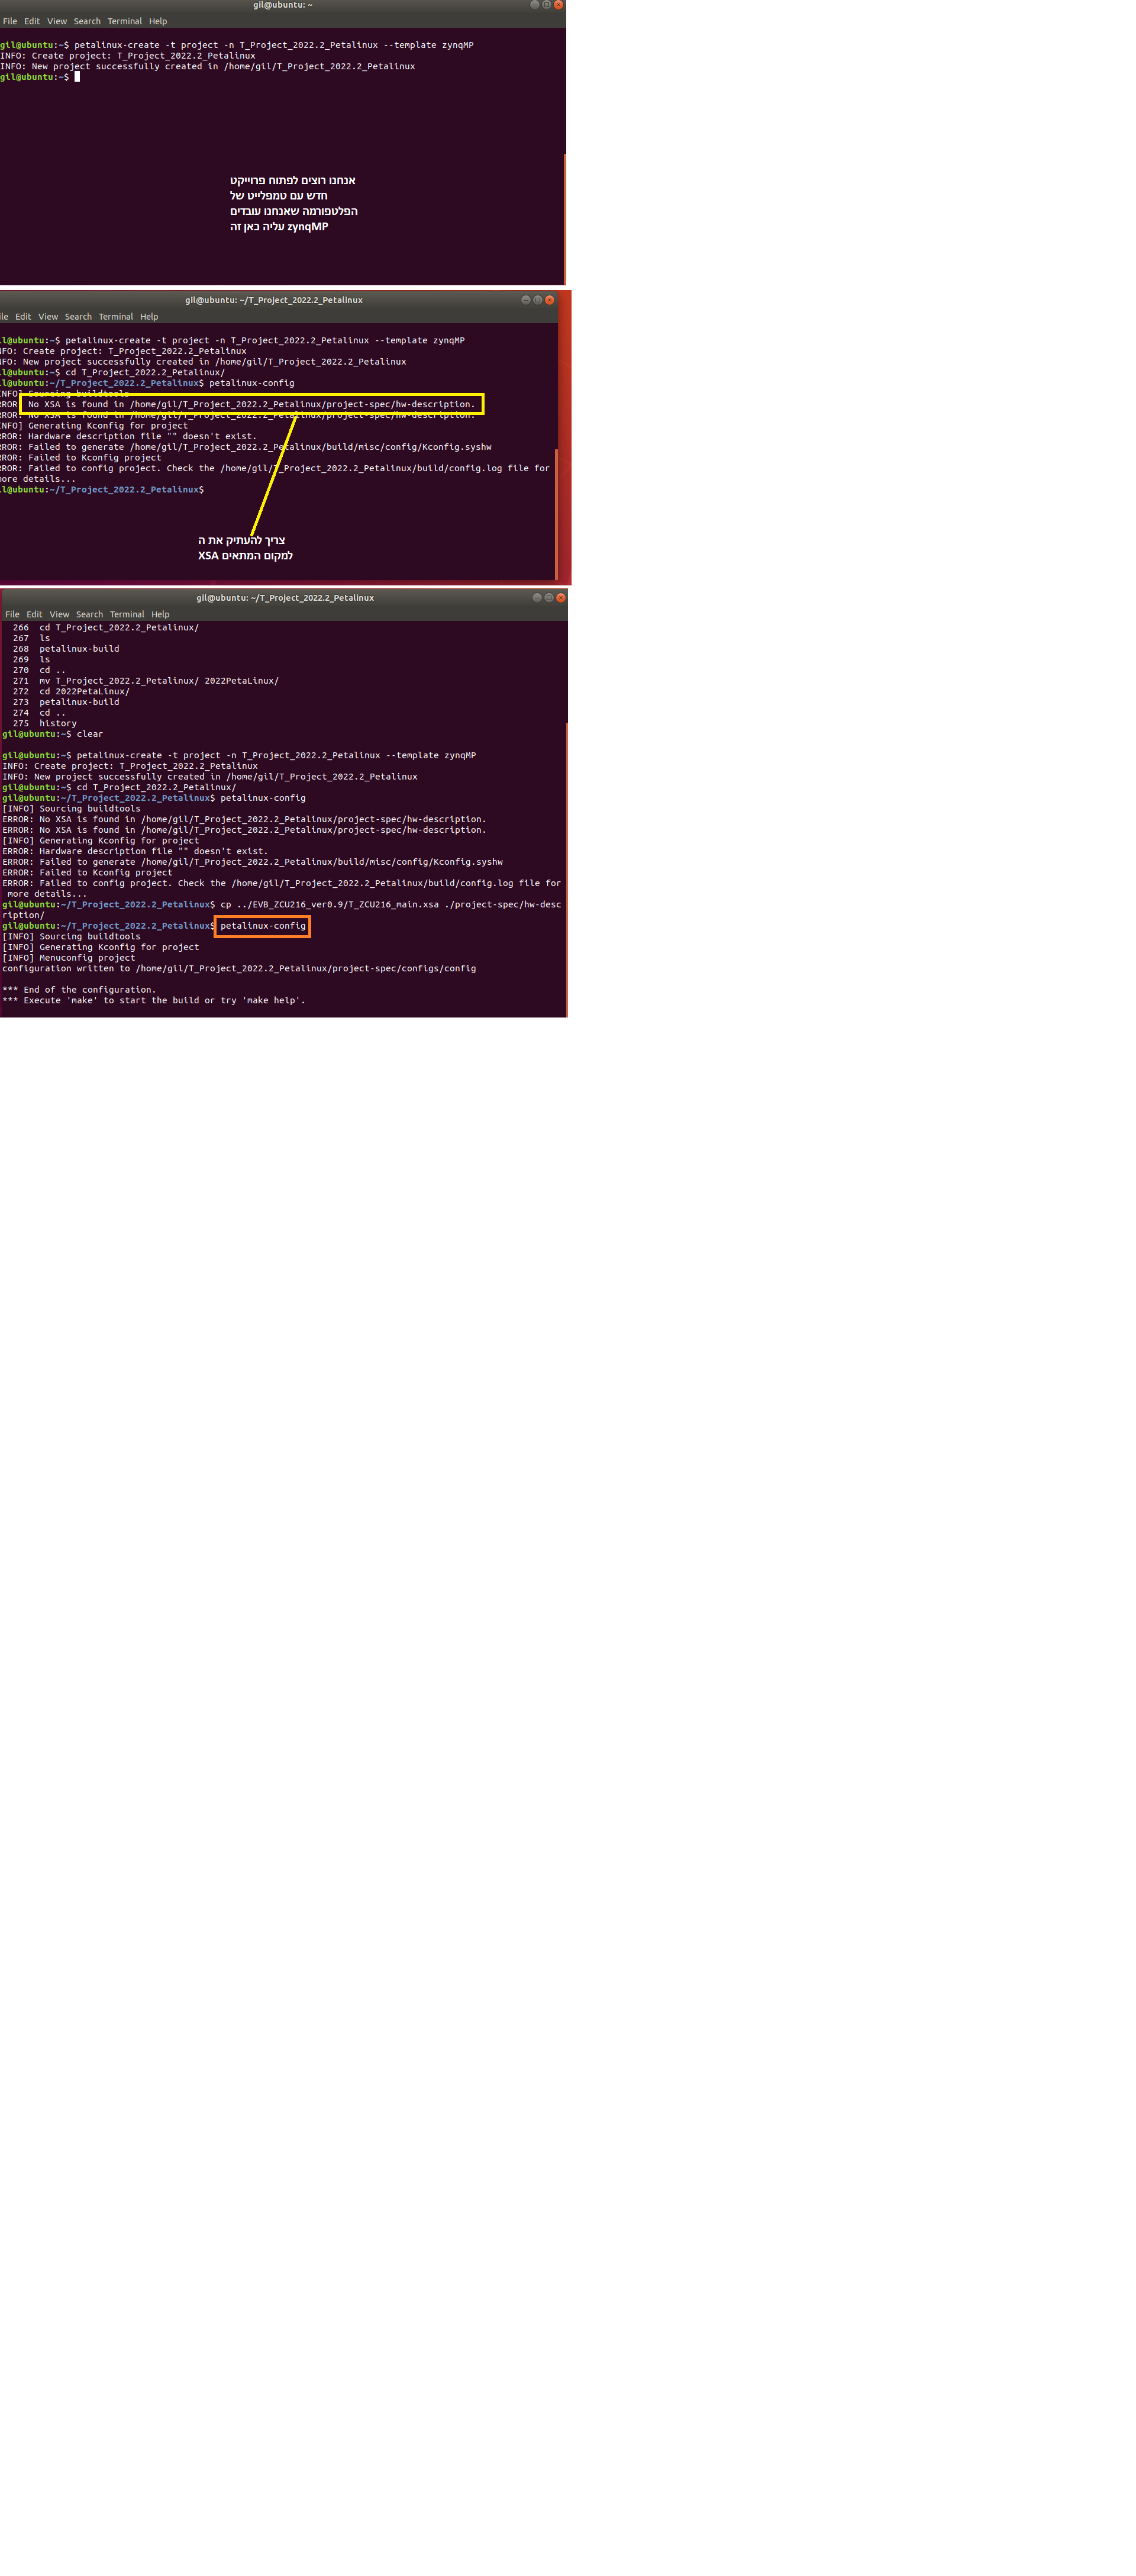 gil@ubuntu: ~
File Edit View Search Terminal Help
gil@ubuntu:~$ petalinux-create -t project -n T_Project_2022.2_Petalinux --template zynqMP
INFO: Create project: T_Project_2022.2_Petalinux
INFO: New project successfully created in /home/gil/T_Project_2022.2_Petalinux
gil@ubuntu:~$
אנחנו רוצים לפתוח פרוייקט
חדש עם טמפלייט של
הפלטפורמה שאנחנו עובדים
עליה כאן זה zynqMP
gil@ubuntu: ~/T_Project_2022.2_Petalinux
ile Edit View Search Terminal Help
il@ubuntu:~$ petalinux-create -t project -n T_Project_2022.2_Petalinux --template zynqMP
NFO: Create project: T_Project_2022.2_Petalinux
NFO: New project successfully created in /home/gil/T_Project_2022.2_Petalinux
il@ubuntu:~$ cd T_Project_2022.2_Petalinux/
il@ubuntu:~/T_Project_2022.2_Petalinux$ petalinux-config
INFO] Sourcing buildtools
RROR: No XSA is found in /home/gil/T_Project_2022.2_Petalinux/project-spec/hw-description.
RROR: No XSA is found in /home/gil/T_Project_2022.2_Petalinux/project-spec/hw-description.
INFO] Generating Kconfig for project
RROR: Hardware description file "" doesn't exist.
RROR: Failed to generate /home/gil/T_Project_2022.2_Petalinux/build/misc/config/Kconfig.syshw
RROR: Failed to Kconfig project
RROR: Failed to config project. Check the /home/gil/T_Project_2022.2_Petalinux/build/config.log file for
more details...
il@ubuntu:~/T_Project_2022.2_Petalinux$
צריך להעתיק את ה
XSA למקום המתאים
gil@ubuntu: ~/T_Project_2022.2_Petalinux
File Edit View Search Terminal Help
266 cd T_Project_2022.2_Petalinux/
267 ls
268 petalinux-build
269 ls
270 cd ..
271 mv T_Project_2022.2_Petalinux/ 2022PetaLinux/
272 cd 2022PetaLinux/
273 petalinux-build
274 cd ..
275 history
gil@ubuntu:~$ clear
gil@ubuntu:~$ petalinux-create -t project -n T_Project_2022.2_Petalinux --template zynqMP
INFO: Create project: T_Project_2022.2_Petalinux
INFO: New project successfully created in /home/gil/T_Project_2022.2_Petalinux
gil@ubuntu:~$ cd T_Project_2022.2_Petalinux/
gil@ubuntu:~/T_Project_2022.2_Petalinux$ petalinux-config
[INFO] Sourcing buildtools
ERROR: No XSA is found in /home/gil/T_Project_2022.2_Petalinux/project-spec/hw-description.
ERROR: No XSA is found in /home/gil/T_Project_2022.2_Petalinux/project-spec/hw-description.
[INFO] Generating Kconfig for project
ERROR: Hardware description file "" doesn't exist.
ERROR: Failed to generate /home/gil/T_Project_2022.2_Petalinux/build/misc/config/Kconfig.syshw
ERROR: Failed to Kconfig project
ERROR: Failed to config project. Check the /home/gil/T_Project_2022.2_Petalinux/build/config.log file for
more details...
gil@ubuntu:~/T_Project_2022.2_Petalinux$ cp ../EVB_ZCU216_ver0.9/T_ZCU216_main.xsa ./project-spec/hw-desc
ription/
gil@ubuntu:~/T_Project_2022.2_Petalinux$ petalinux-config
[INFO] Sourcing buildtools
[INFO] Generating Kconfig for project
[INFO] Menuconfig project
configuration written to /home/gil/T_Project_2022.2_Petalinux/project-spec/configs/config
*** End of the configuration.
*** Execute 'make' to start the build or try 'make help'.